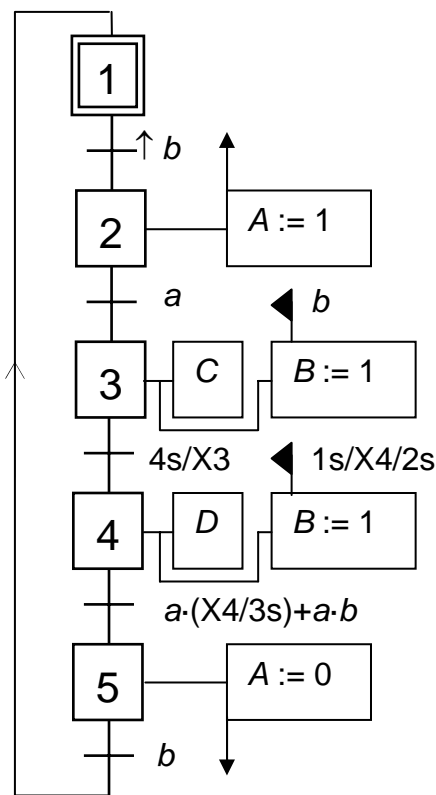 1
↑ b
2
A := 1
a
b
3
C
B := 1
4s/X3
1s/X4/2s
4
D
B := 1
a·(X4/3s)+a·b
5
A := 0
b